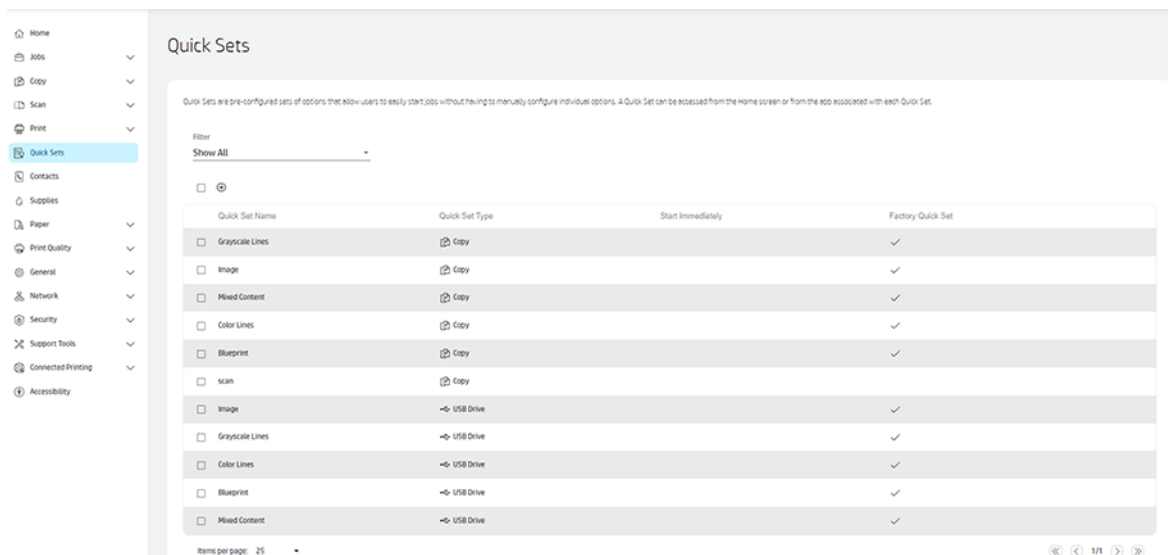 Home
Jobs
Copy
Scan
Print
Quick Sets
Contacts
Supplies
Paper
Print Quality
General
Network
Security
Support Tools
Connected Printing
Accessibility
Quick Sets
Quick Sets are pre-configured sets of options that allow users to easily start jobs without having to manually configure individual options. A Quick Set can be accessed from the Home screen or from the app associated with each Quick Set.
Filter
Show All
Quick Set Name Quick Set Type Start Immediately Factory Quick Set
Grayscale Lines Copy
Image Copy
Mixed Content Copy
Color Lines Copy
Blueprint Copy
scan Copy
Image USB Drive
Grayscale Lines USB Drive
Color Lines USB Drive
Blueprint USB Drive
Mixed Content USB Drive
Items per page: 25 1/1